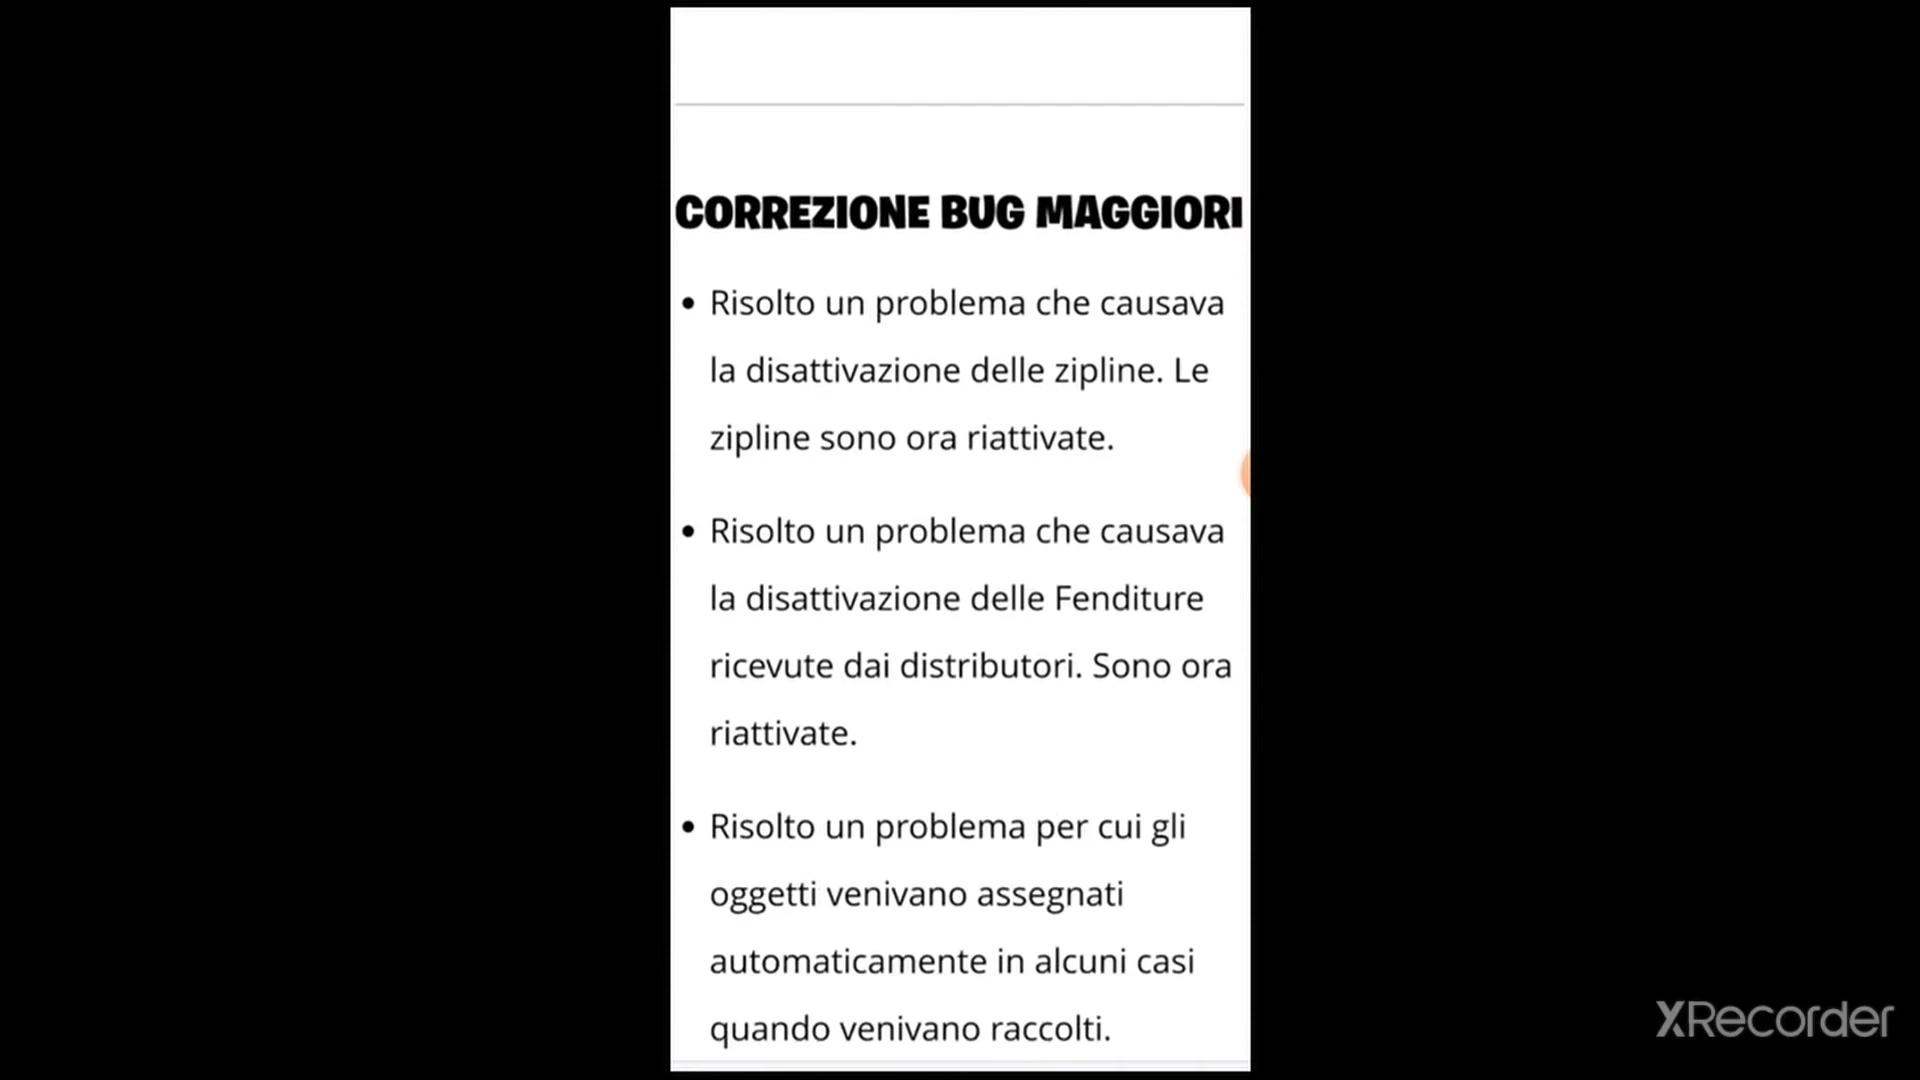 CORREZIONE BUG MAGGIORI
• Risolto un problema che causava
la disattivazione delle zipline. Le
zipline sono ora riattivate.
• Risolto un problema che causava
la disattivazione delle Fenditure
ricevute dai distributori. Sono ora
riattivate.
• Risolto un problema per cui gli
oggetti venivano assegnati
automaticamente in alcuni casi
quando venivano raccolti.
XRecorder